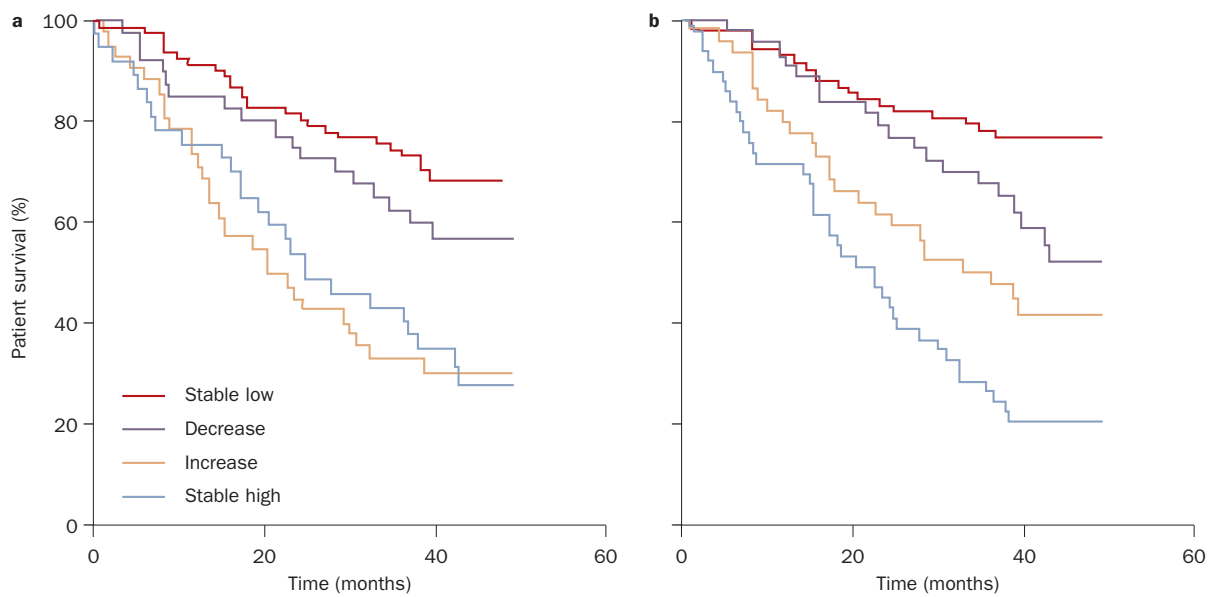 a
100
80
60
40
20
0
Patient survival (%)
Stable low
Decrease
Increase
Stable high
0 20 40 60
Time (months)
b
0 20 40 60
Time (months)